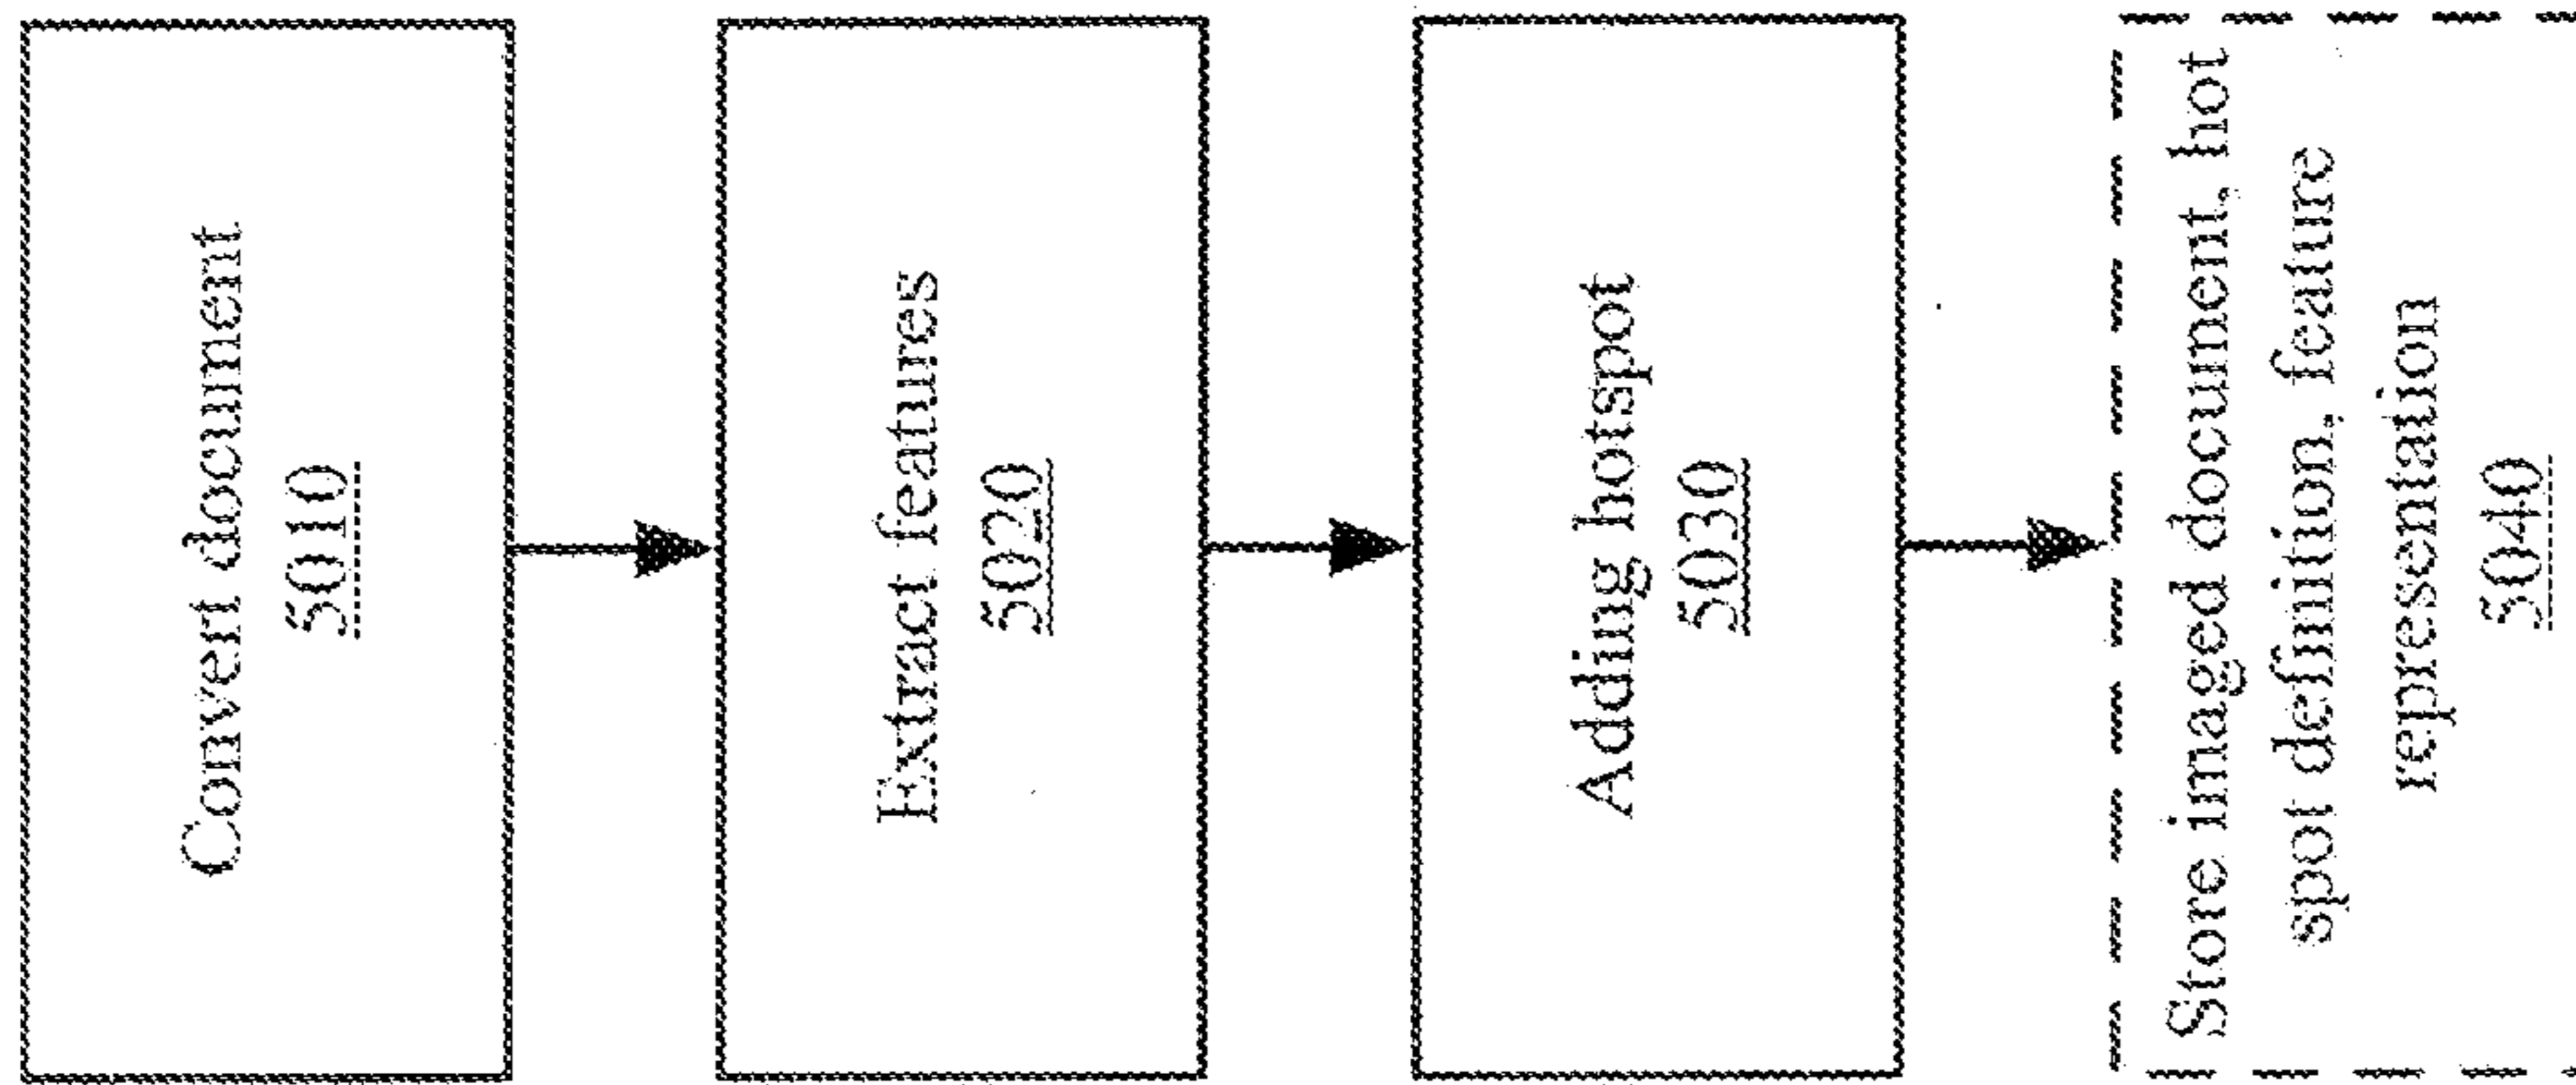 Convert document
5010
Extract features
5020
Adding hotspot
5030
Store imaged document, hot
spot definition, feature
representation
5040